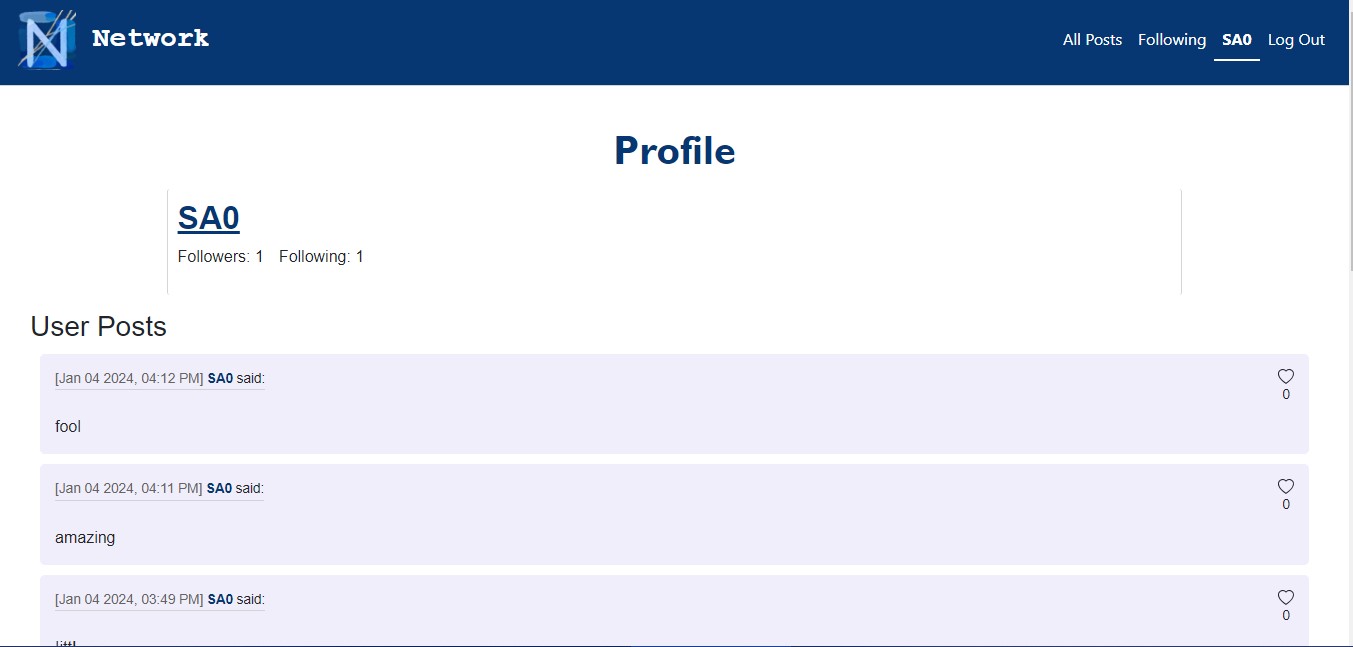 N Network
All Posts Following SA0 Log Out
Profile
SA0
Followers: 1 Following: 1
User Posts
[Jan 04 2024, 04:12 PM] SA0 said:
0
fool
[Jan 04 2024, 04:11 PM] SA0 said:
0
amazing
[Jan 04 2024, 03:49 PM] SA0 said:
0